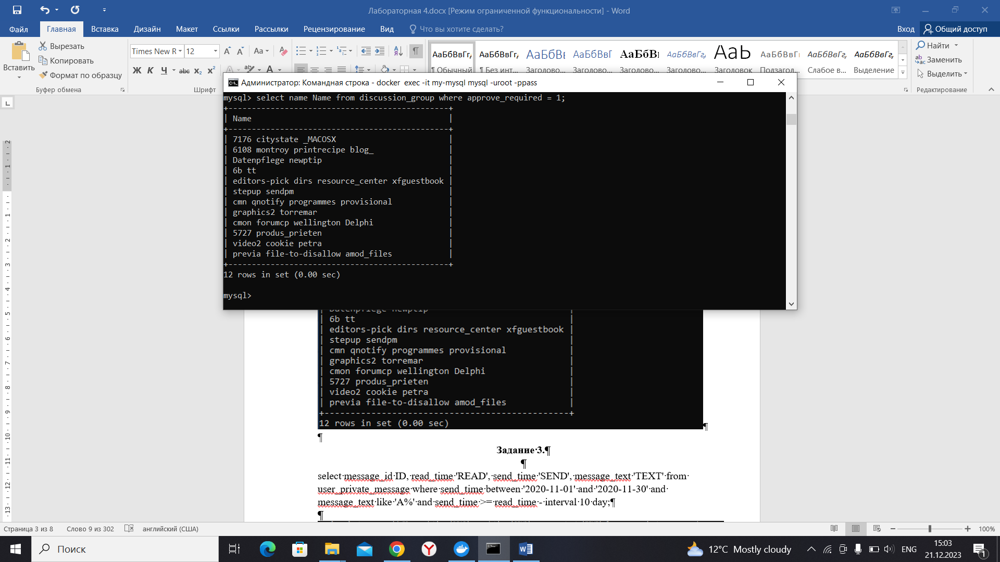 Лабораторная 4.docx [Режим ограниченной функциональности] - Word
Файл Главная Вставка Дизайн Макет Ссылки Рассылки Рецензирование Вид Что вы хотите сделать? Вход Общий доступ
Вставить
Вырезать
Копировать
Формат по образцу
Буфер обмена
Times New R 12
Aa
Ж К Ч abc x₂ x²
Шрифт
АаБбВвГг, АаБбВвГг, АаБбВв АаБбВвГ АаБбВ АаБбВвГг, АаЬ АаБбВвГ АаБбВвГг, АаБбВвГг,
¶ Обычный ¶ Без инт... Заголово... Заголово... Заголово... Заголово... Заголовок Подзагол... Слабое в... Выделение
Найти
Заменить
Выделить
Редактирование
Администратор: Командная строка - docker exec -it my-mysql mysql -uroot -ppass
mysql> select name Name from discussion_group where approve_required = 1;
+-----------------------------------------------+
| Name |
+-----------------------------------------------+
| 7176 citystate _MACOSX |
| 6108 montroy printrecipe blog_ |
| Datenpflege newptip |
| 6b tt |
| editors-pick dirs resource_center xfguestbook |
| stepup sendpm |
| cmn qnotify programmes provisional |
| graphics2 torremar |
| cmon forumcp wellington Delphi |
| 5727 produs_prieten |
| video2 cookie petra |
| previa file-to-disallow amod_files |
+-----------------------------------------------+
12 rows in set (0.00 sec)
mysql>
| Datenpflege newptip |
| 6b tt |
| editors-pick dirs resource_center xfguestbook |
| stepup sendpm |
| cmn qnotify programmes provisional |
| graphics2 torremar |
| cmon forumcp wellington Delphi |
| 5727 produs_prieten |
| video2 cookie petra |
| previa file-to-disallow amod_files |
+-----------------------------------------------+
12 rows in set (0.00 sec)
¶
¶
Задание·3.¶
¶
select·message_id·ID,·read_time·'READ',·send_time·'SEND',·message_text·'TEXT'·from·
user_private_message·where·send_time·between·'2020-11-01'·and·'2020-11-30'·and·
message_text·like·'A%'·and·send_time·>=·read_time·-·interval·10·day;¶
¶
Страница 3 из 8 Слово 9 из 302 английский (США) 100%
Поиск
12°C Mostly cloudy
ENG
15:03
21.12.2023
1